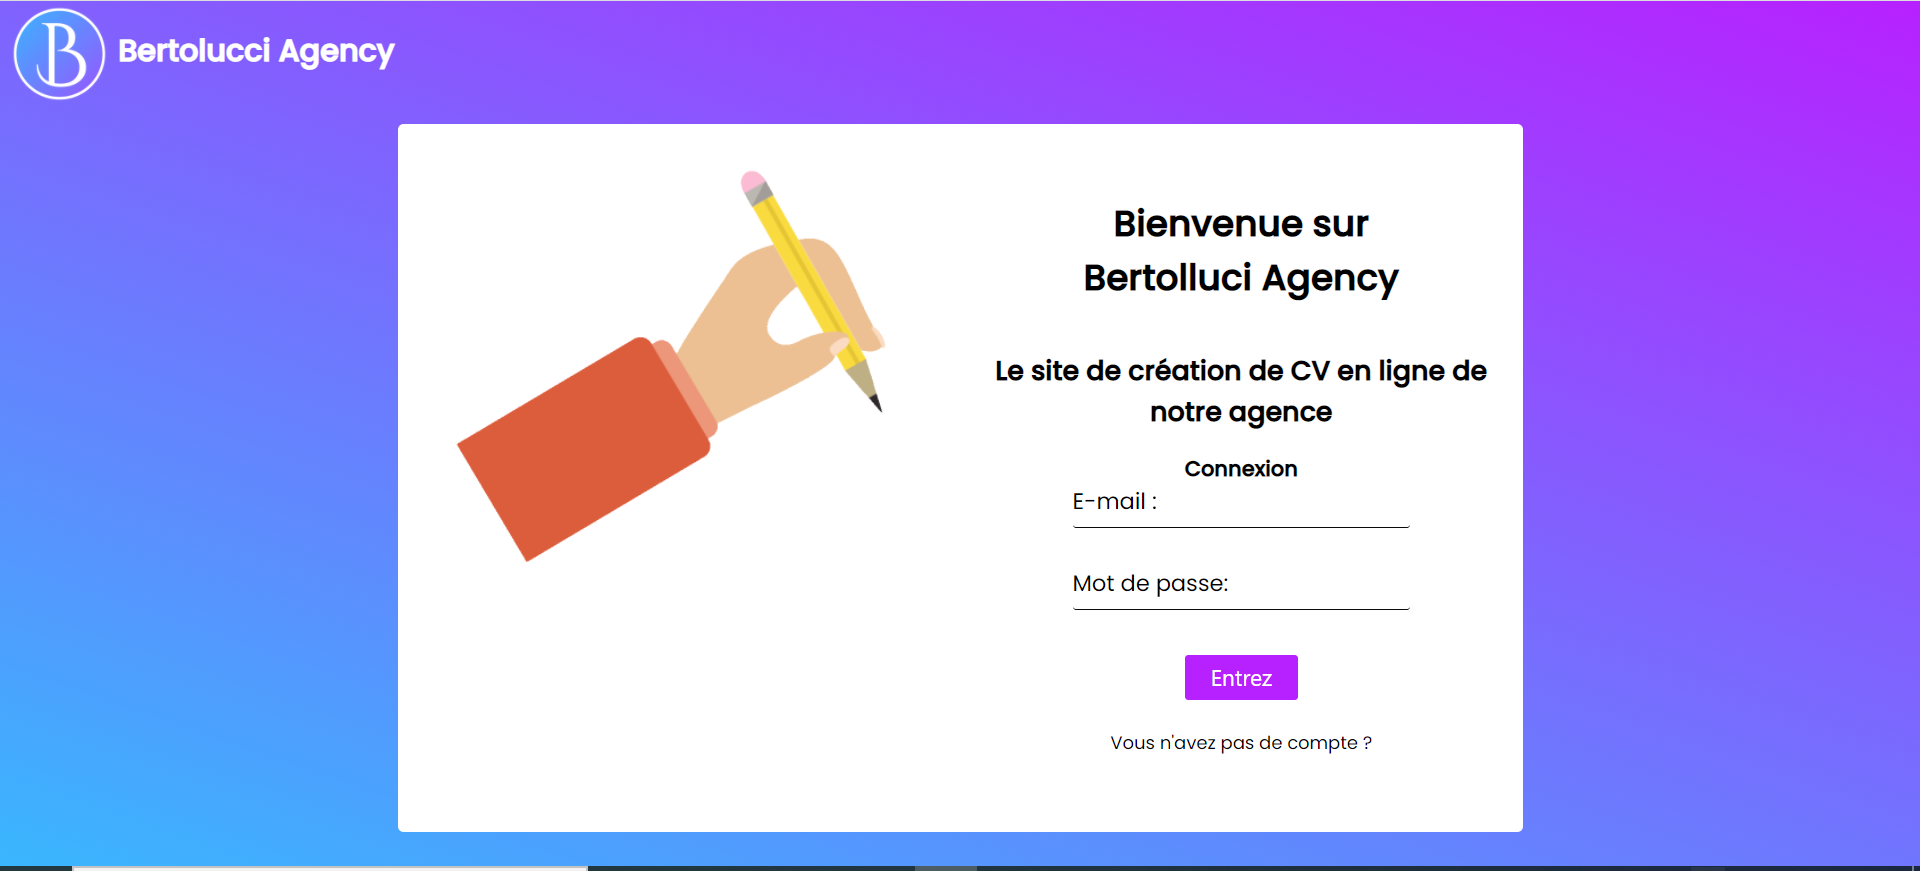 B
Bertolucci Agency
Bienvenue sur
Bertolluci Agency
Le site de création de CV en ligne de
notre agence
Connexion
E-mail :
Mot de passe:
Entrez
Vous n'avez pas de compte ?